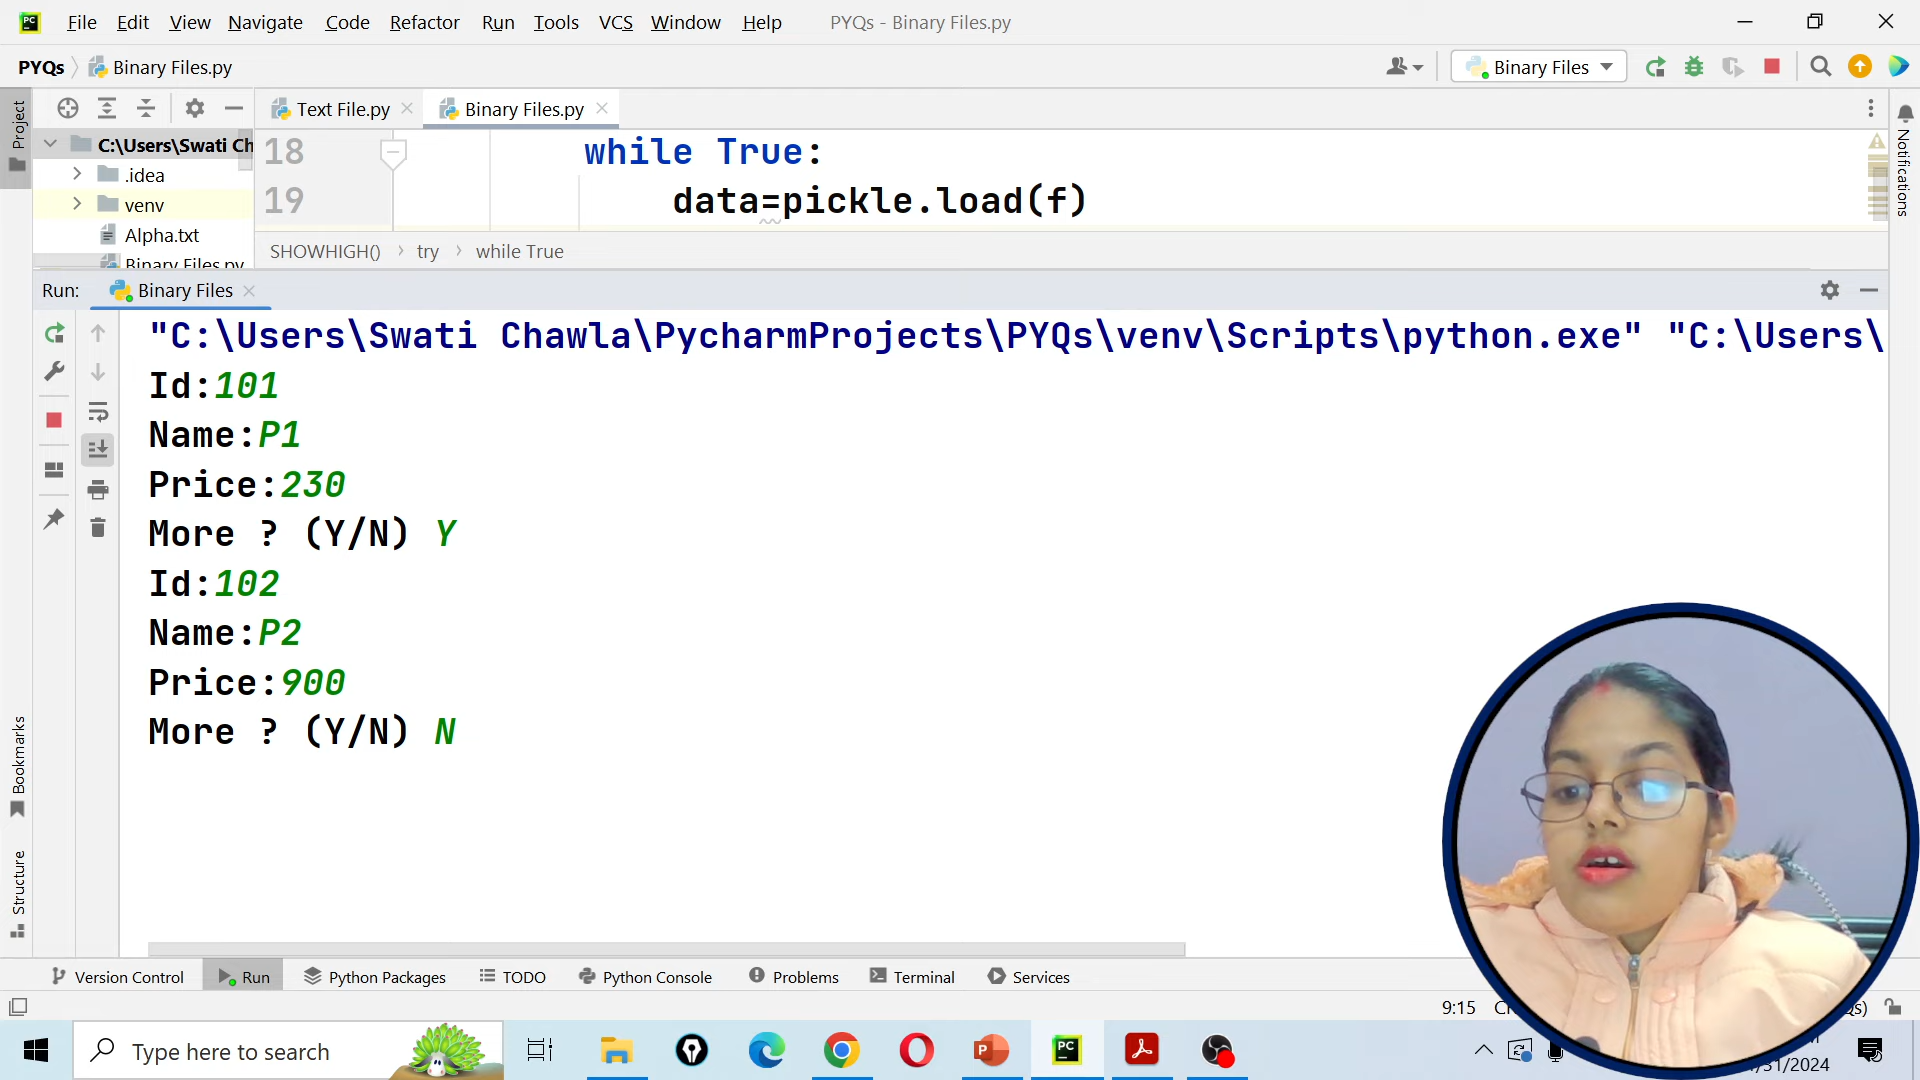 PC File Edit View Navigate Code Refactor Run Tools VCS Window Help PYQs - Binary Files.py
PYQs Binary Files.py Binary Files
Project
Text File.py Binary Files.py
C:\Users\Swati Ch
.idea
venv
Alpha.txt
Binary Files.py
18 while True:
19 data=pickle.load(f)
SHOWHIGH() try while True
Notifications
Run: Binary Files
"C:\Users\Swati Chawla\PycharmProjects\PYQs\venv\Scripts\python.exe" "C:\Users\
Id:101
Name:P1
Price:230
More ? (Y/N) Y
Id:102
Name:P2
Price:900
More ? (Y/N) N
Bookmarks
Structure
Version Control Run Python Packages TODO Python Console Problems Terminal Services
9:15
Type here to search
PC
31/2024